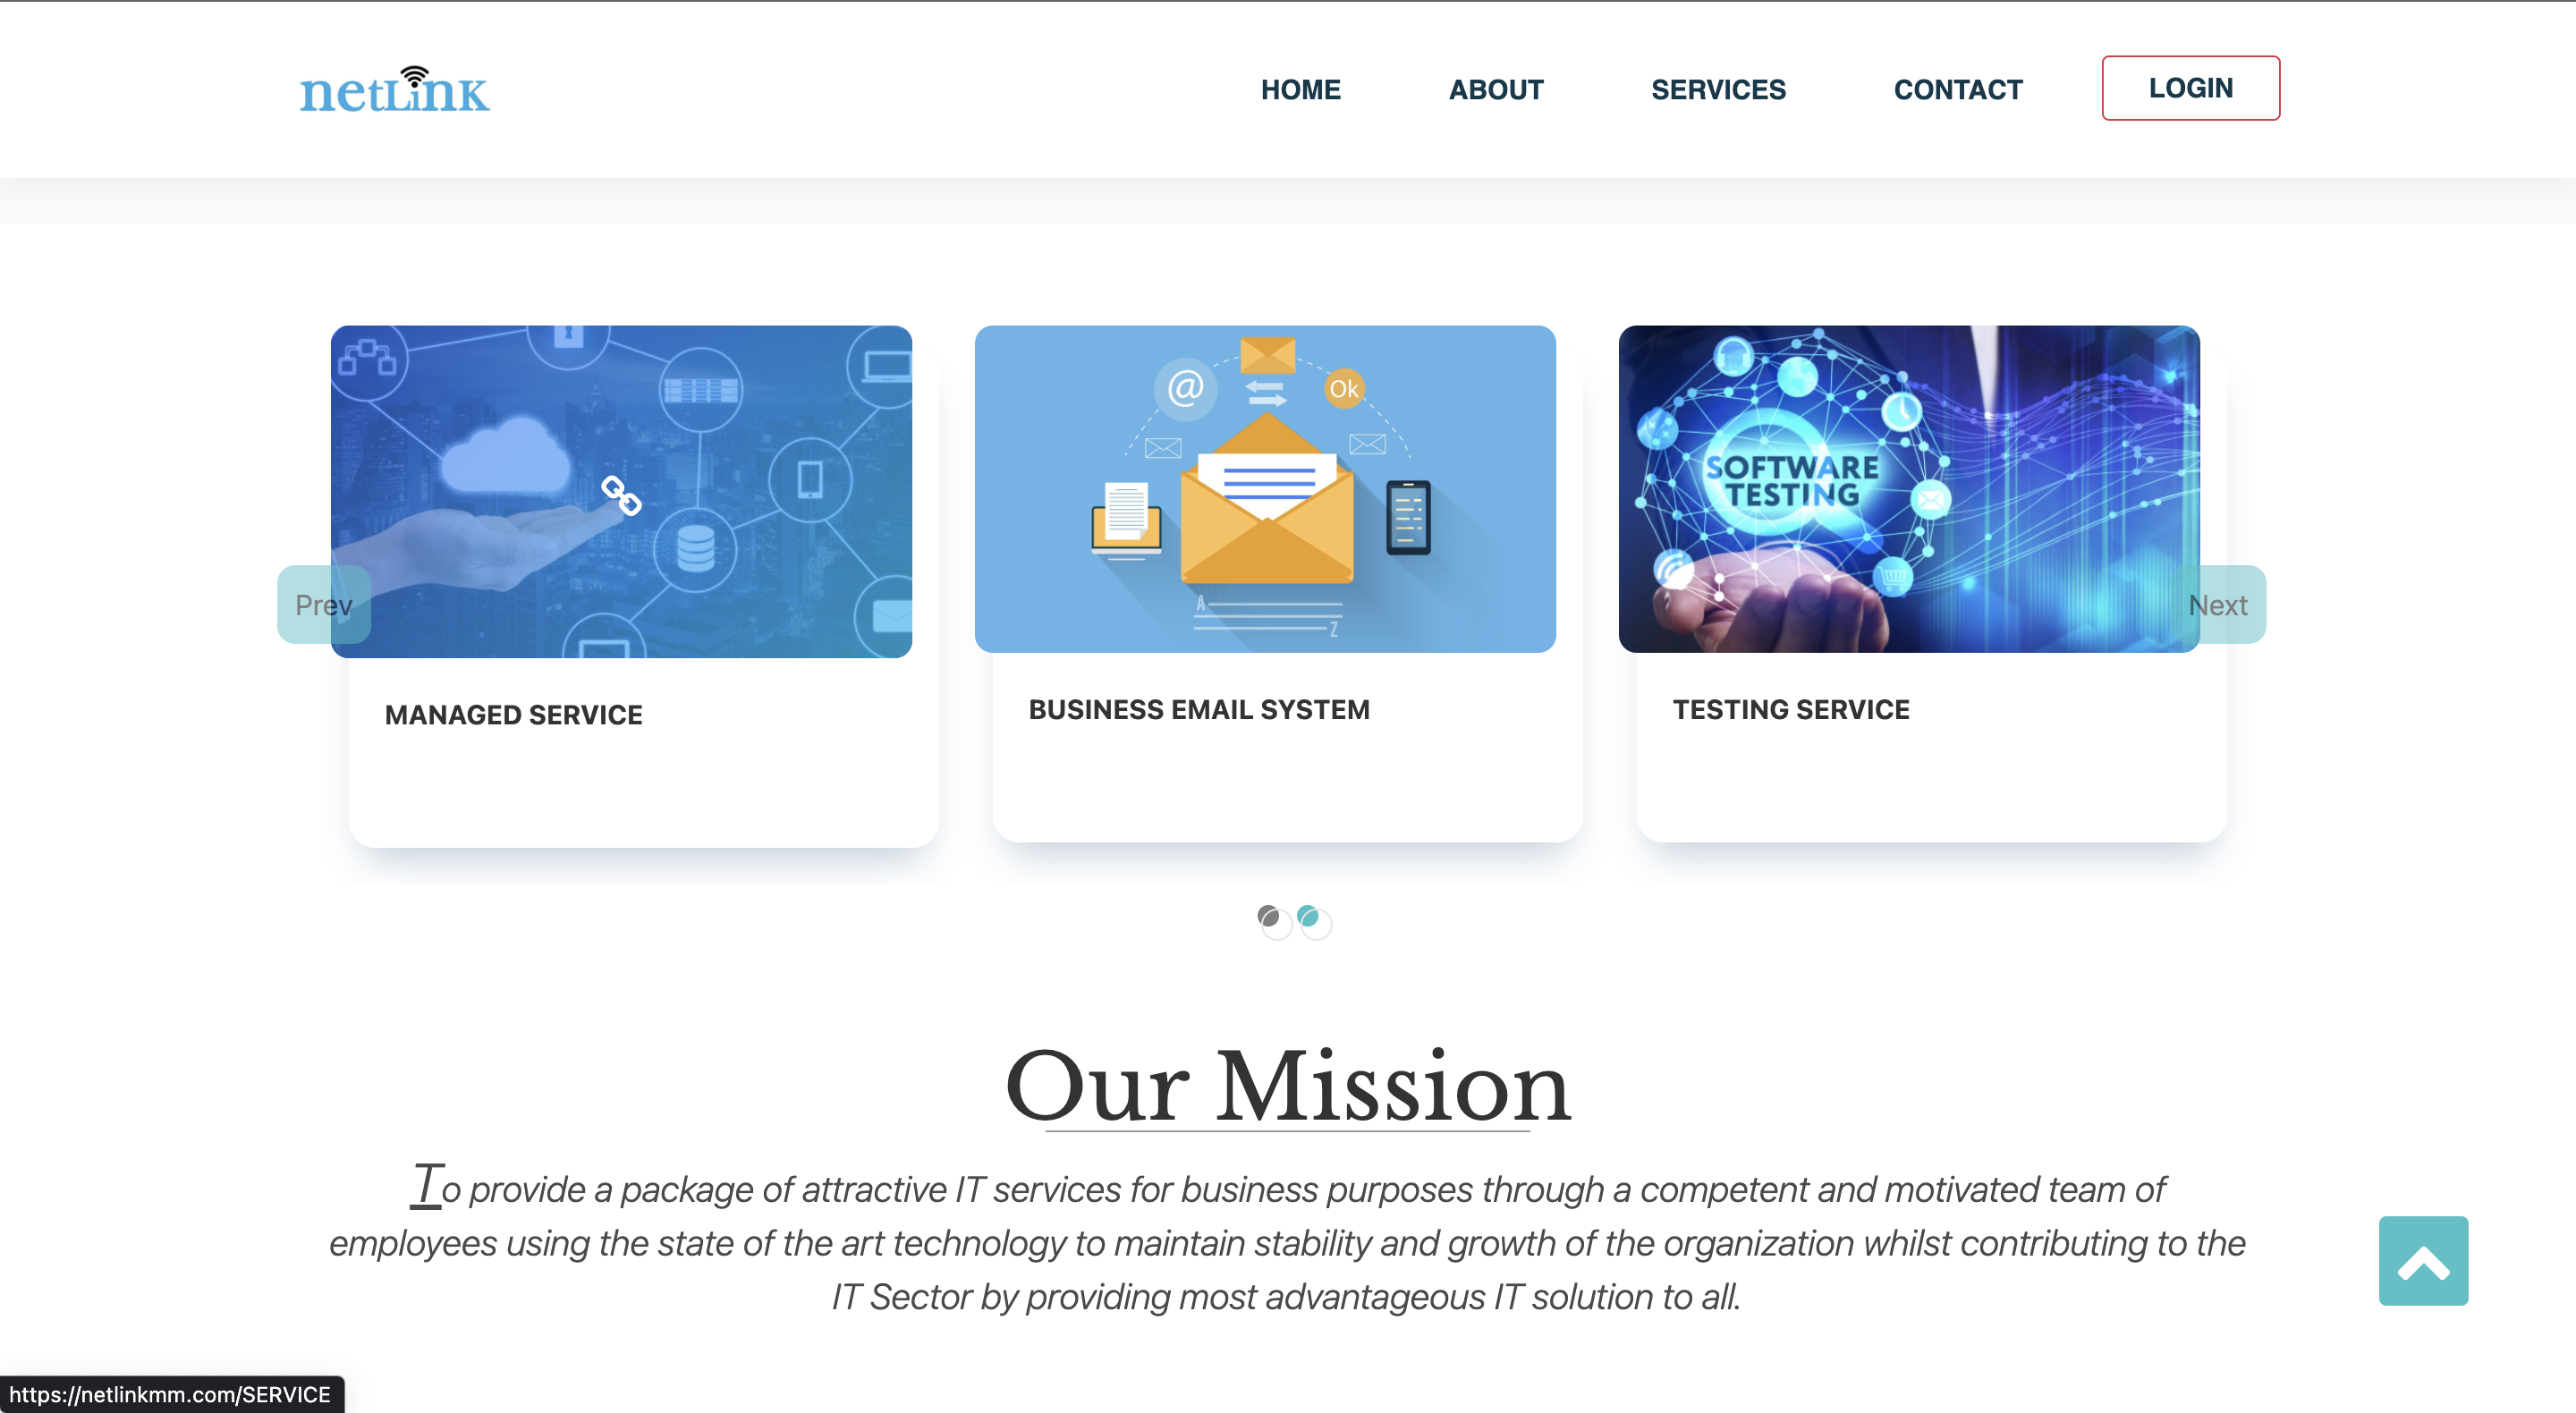 netLinK
HOME ABOUT SERVICES CONTACT LOGIN
@ Ok
SOFTWARE
TESTING
Prev Next
A
Z
MANAGED SERVICE BUSINESS EMAIL SYSTEM TESTING SERVICE
Our Mission
To provide a package of attractive IT services for business purposes through a competent and motivated team of
employees using the state of the art technology to maintain stability and growth of the organization whilst contributing to the
IT Sector by providing most advantageous IT solution to all.
https://netlinkmm.com/SERVICE